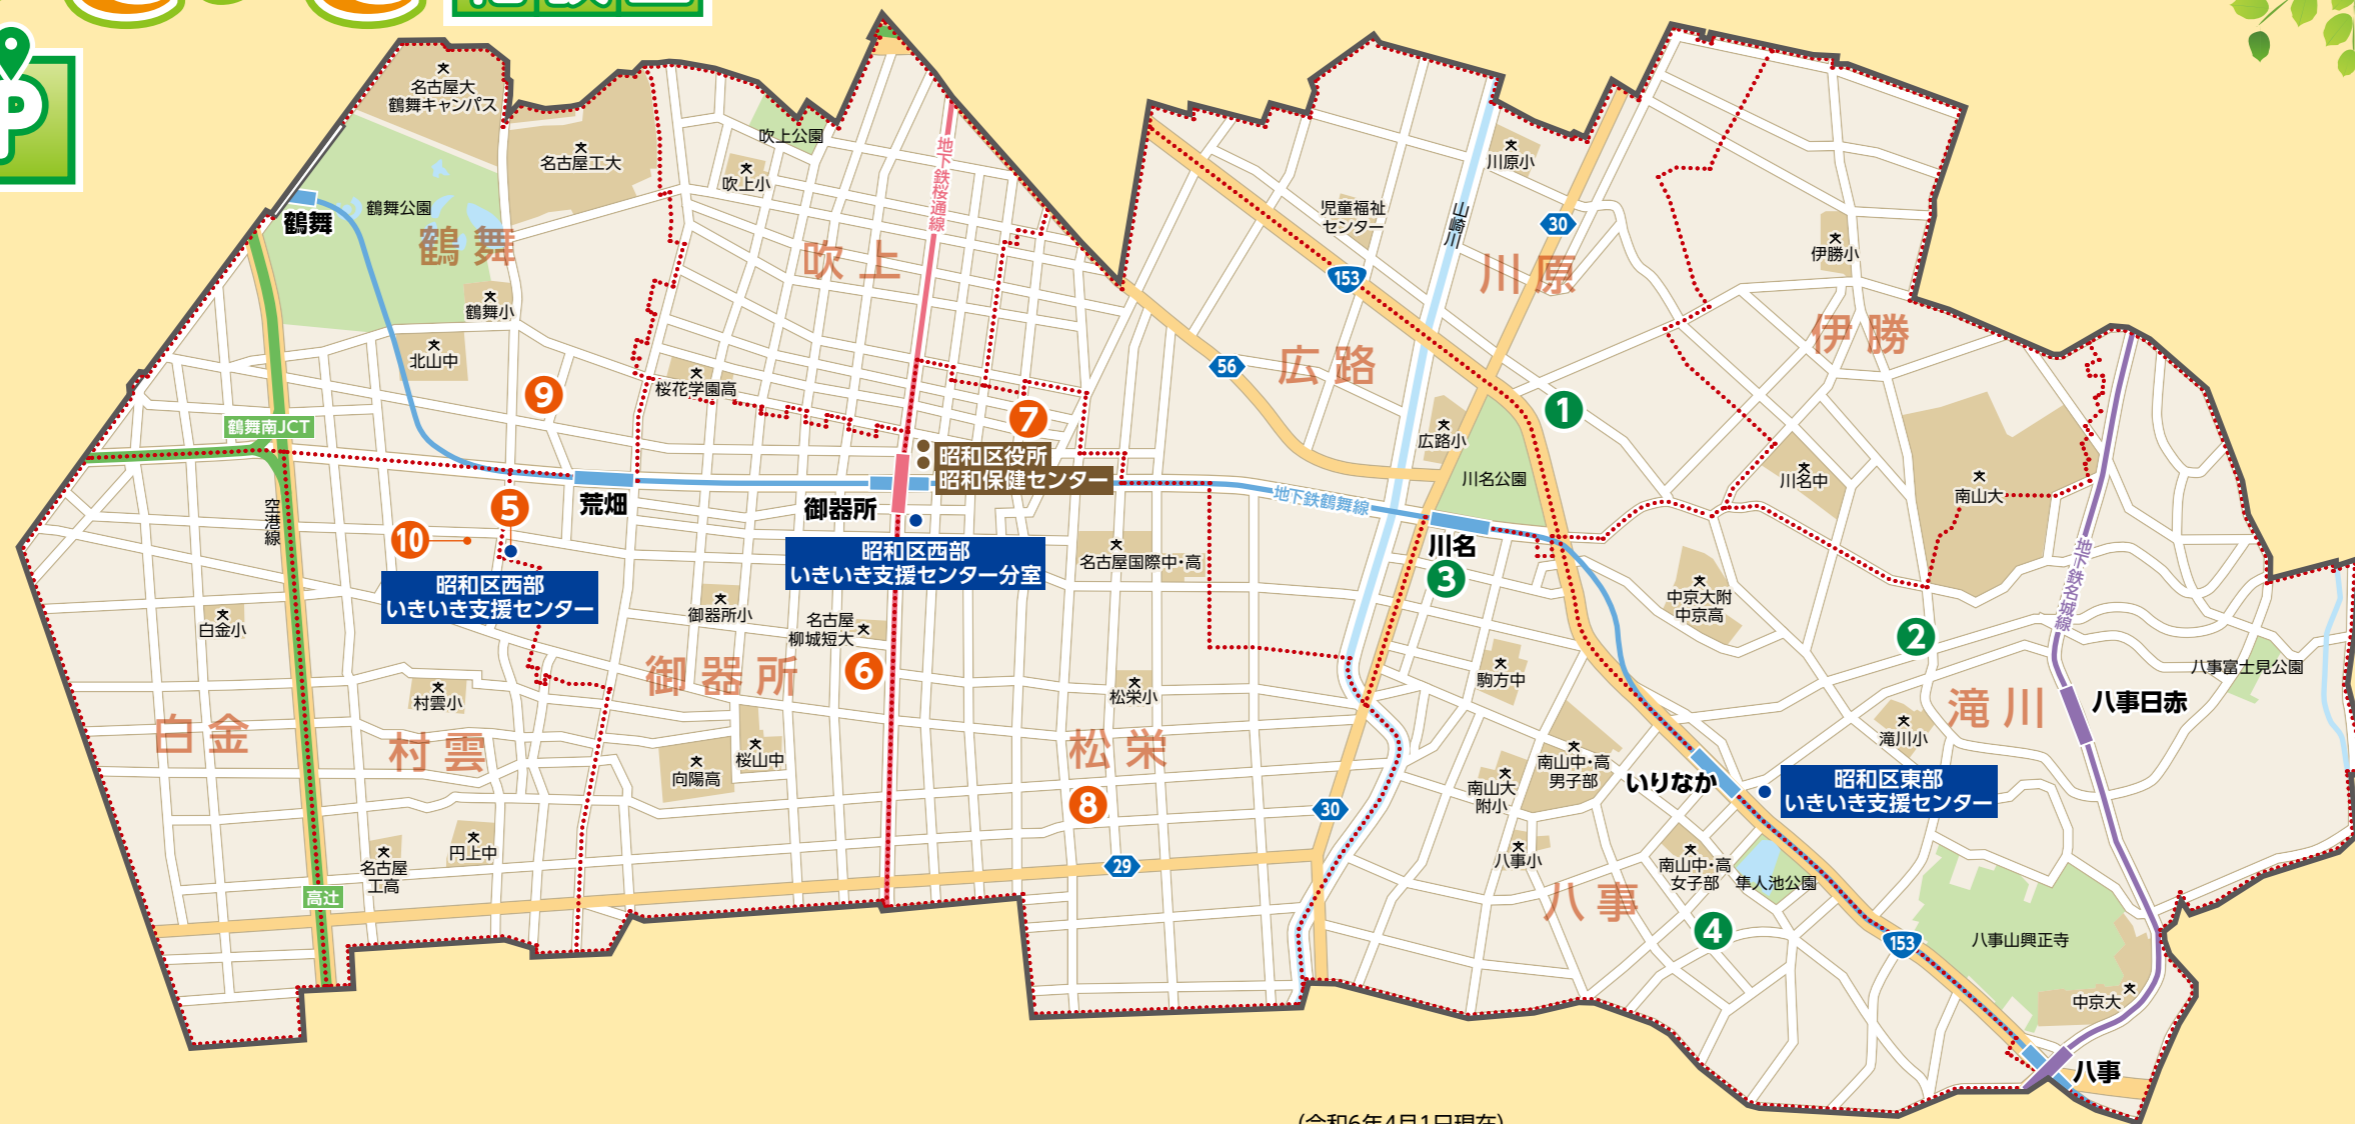 P
名古屋大
鶴舞キャンパス
名古屋工大
吹上公園
吹上小
地下鉄桜通線
鶴舞
鶴舞公園
鶴舞
鶴舞小
北山中
吹上
桜花学園高
児童福祉
センター
山崎川
川原小
30
川原
153
伊勝小
伊勝
56
広路
広路小
川名公園
1
川名中
南山大
鶴舞南JCT
空港線
9
7
昭和区役所
昭和保健センター
荒畑
御器所
地下鉄鶴舞線
川名
3
5
10
昭和区西部
いきいき支援センター
昭和区西部
いきいき支援センター分室
名古屋国際中・高
中京大附
中京高
2
地下鉄名城線
白金小
御器所小
名古屋
柳城短大
6
御器所
松栄小
駒方中
八事富士見公園
滝川
滝川小
八事日赤
白金
村雲小
村雲
向陽高
桜山中
松栄
8
30
南山大
附小
南山中・高
男子部
いりなか
昭和区東部
いきいき支援センター
名古屋
工高
円上中
高辻
29
八事小
南山中・高
女子部
隼人池公園
八事
4
153
八事山興正寺
中京大
八事
(令和6年4月1日現在)